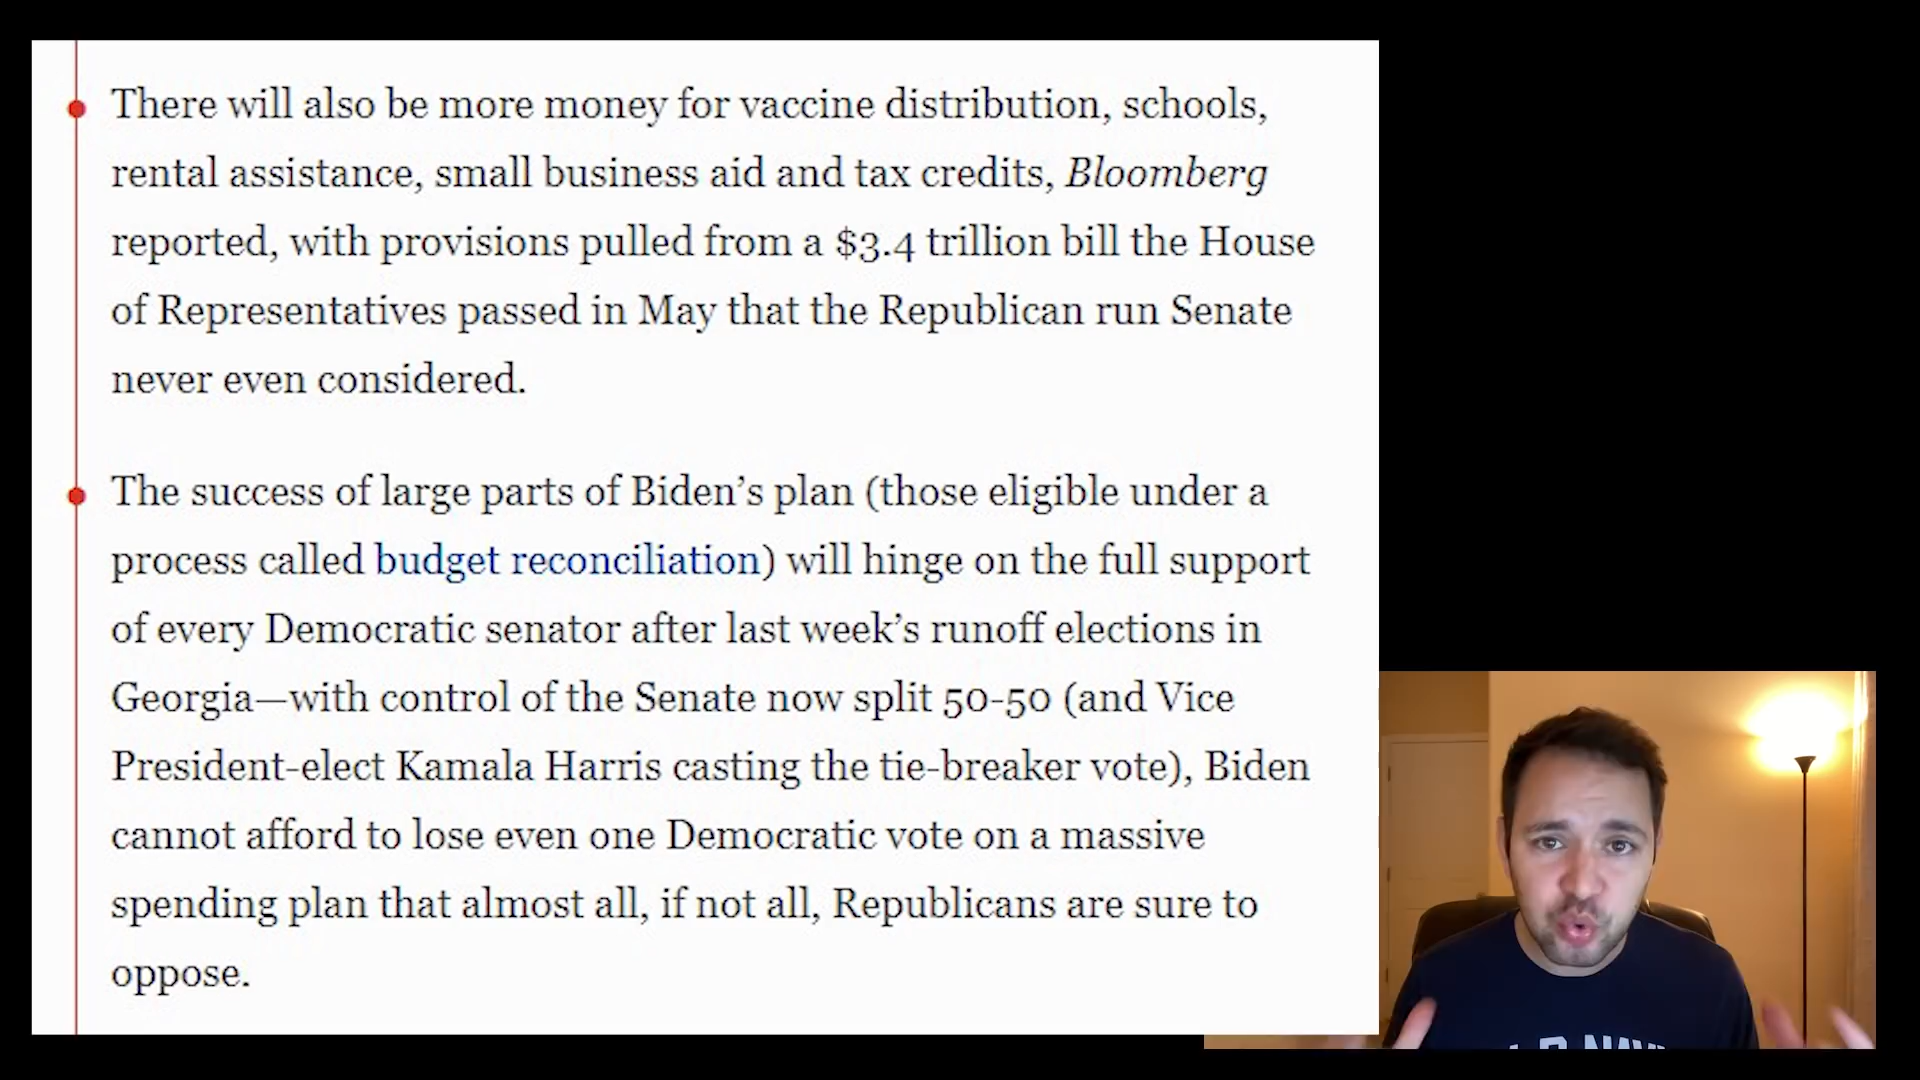 There will also be more money for vaccine distribution, schools,
rental assistance, small business aid and tax credits, Bloomberg
reported, with provisions pulled from a $3.4 trillion bill the House
of Representatives passed in May that the Republican run Senate
never even considered.
The success of large parts of Biden’s plan (those eligible under a
process called budget reconciliation) will hinge on the full support
of every Democratic senator after last week’s runoff elections in
Georgia—with control of the Senate now split 50-50 (and Vice
President-elect Kamala Harris casting the tie-breaker vote), Biden
cannot afford to lose even one Democratic vote on a massive
spending plan that almost all, if not all, Republicans are sure to
oppose.